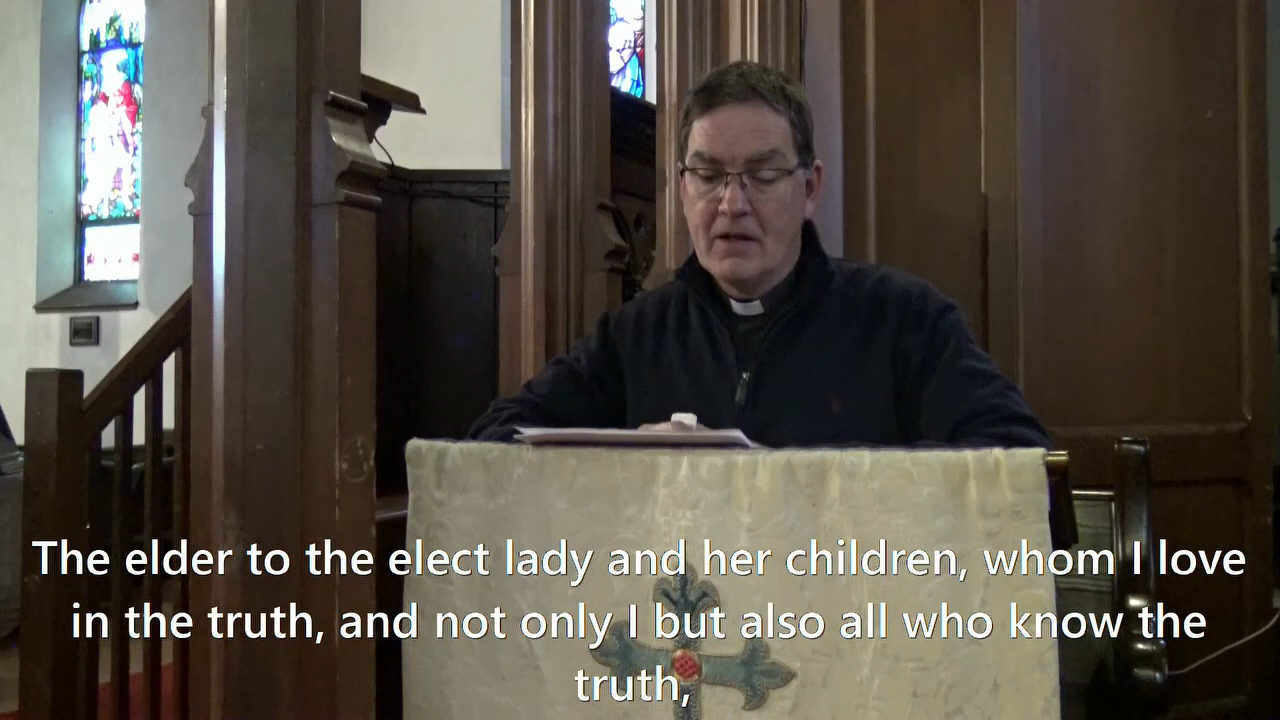 The elder to the elect lady and her children, whom I love
in the truth, and not only I but also all who know the
truth,